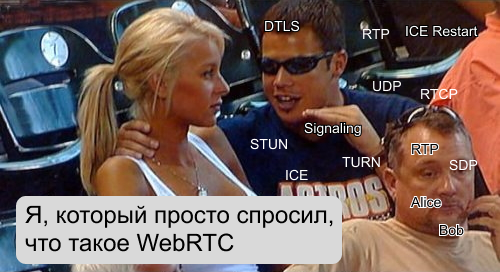 DTLS
RTP
ICE Restart
UDP
RTCP
Signaling
STUN
RTP
TURN
SDP
ICE
ASTROS
Alice
Bob
Я, который просто спросил,
что такое WebRTC